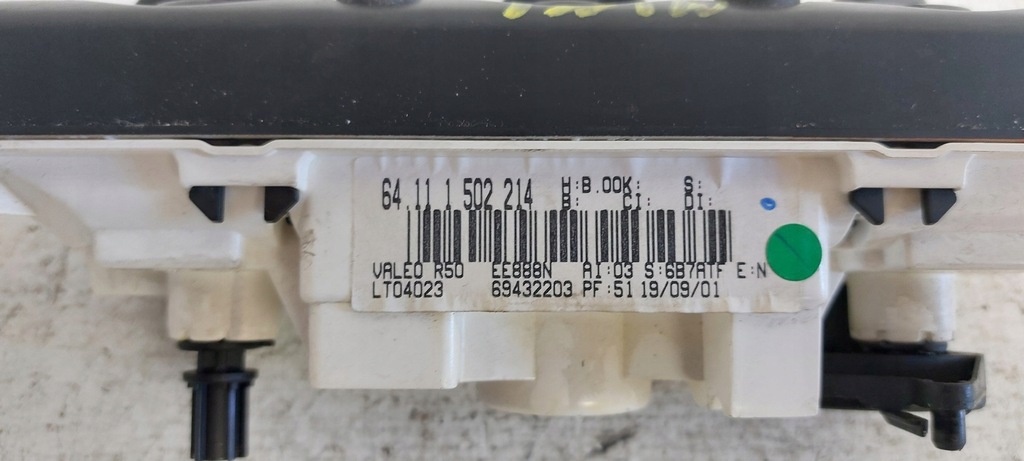 64.11 1 502 214 H:B.00K: S:
B: CI: DI:
VALEO R50 EE888N AI:03 S:6B7ATF E:N
LT04023 69432203 PF:51 19/09/01